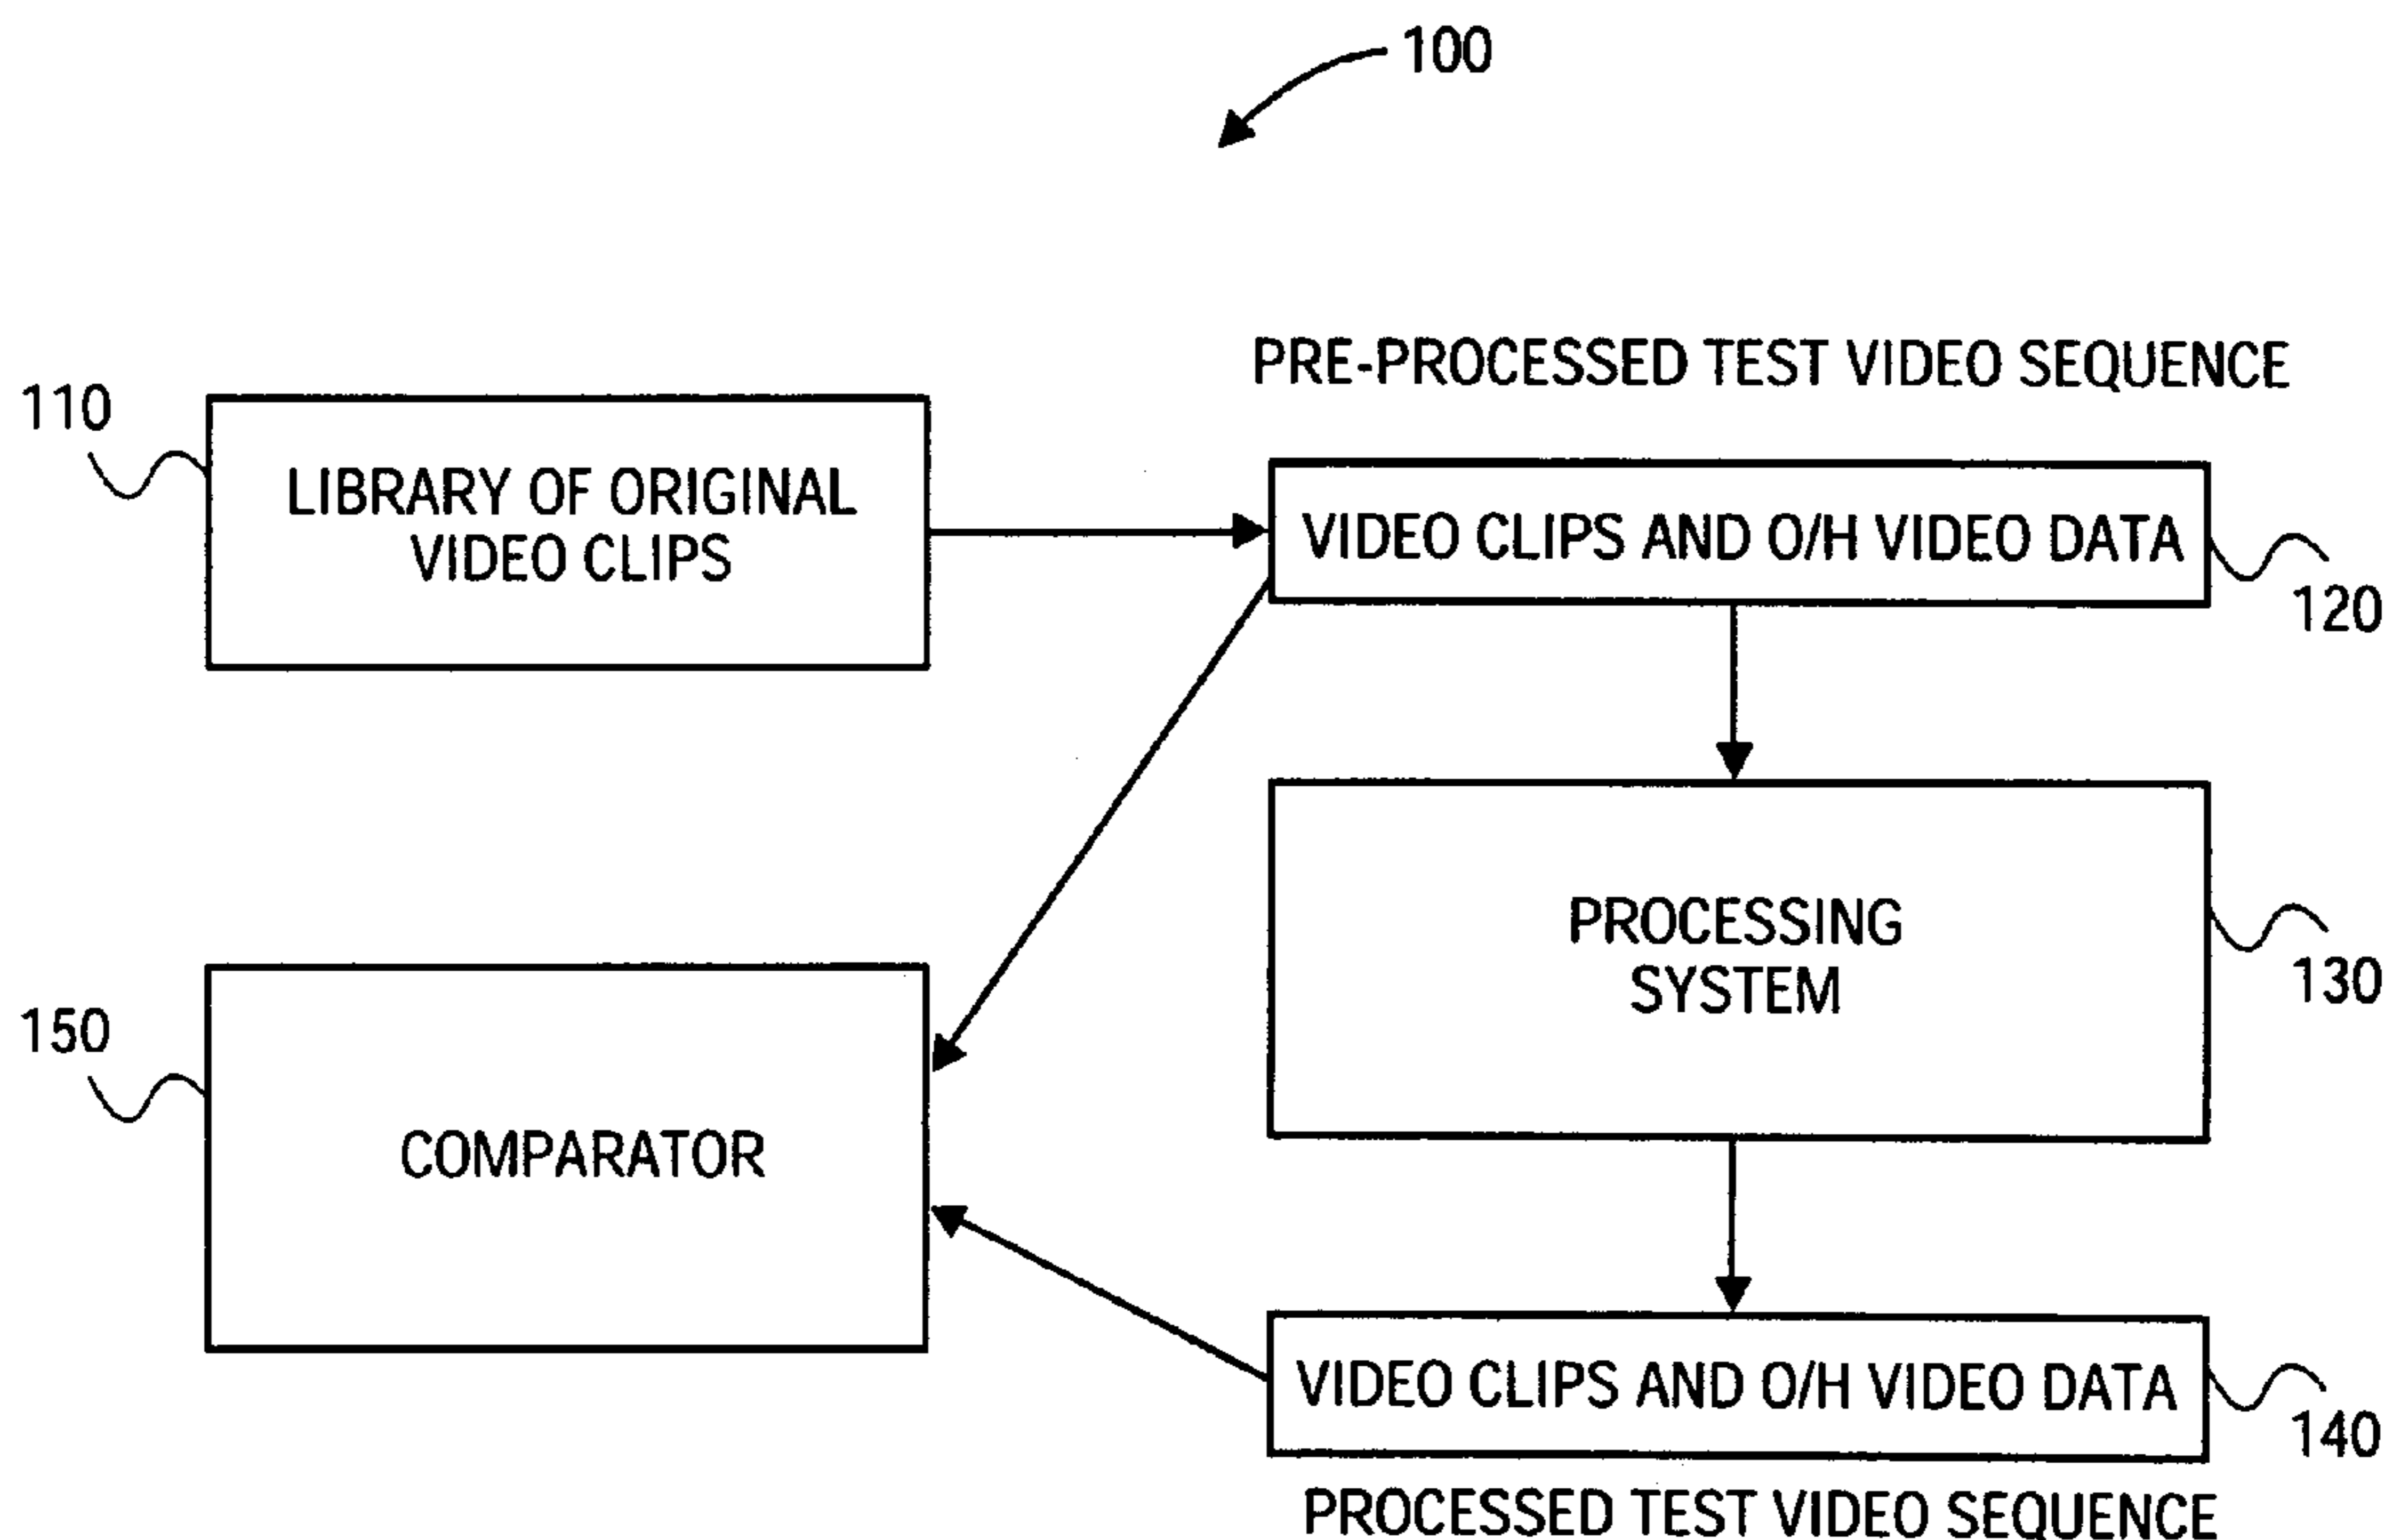 100
PRE-PROCESSED TEST VIDEO SEQUENCE
110
LIBRARY OF ORIGINAL
VIDEO CLIPS
VIDEO CLIPS AND O/H VIDEO DATA
120
PROCESSING
SYSTEM
130
150
COMPARATOR
VIDEO CLIPS AND O/H VIDEO DATA
140
PROCESSED TEST VIDEO SEQUENCE